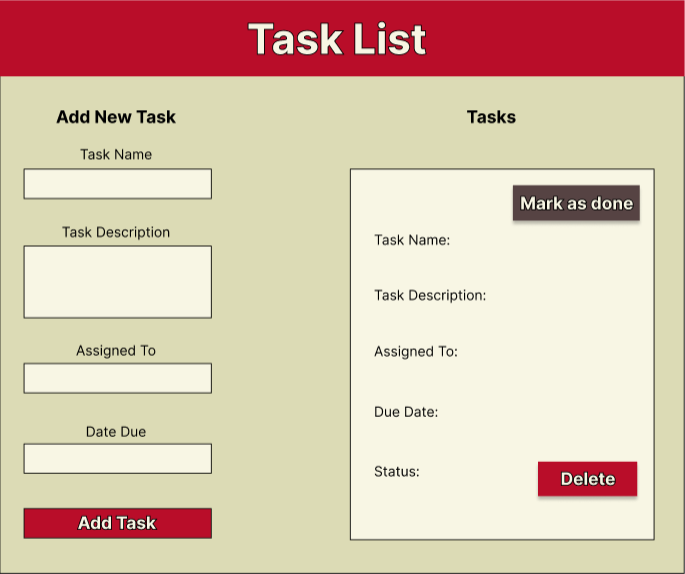 Task List
Add New Task
Task Name
Task Description
Assigned To
Date Due
Add Task
Tasks
Mark as done
Task Name:
Task Description:
Assigned To:
Due Date:
Status:
Delete